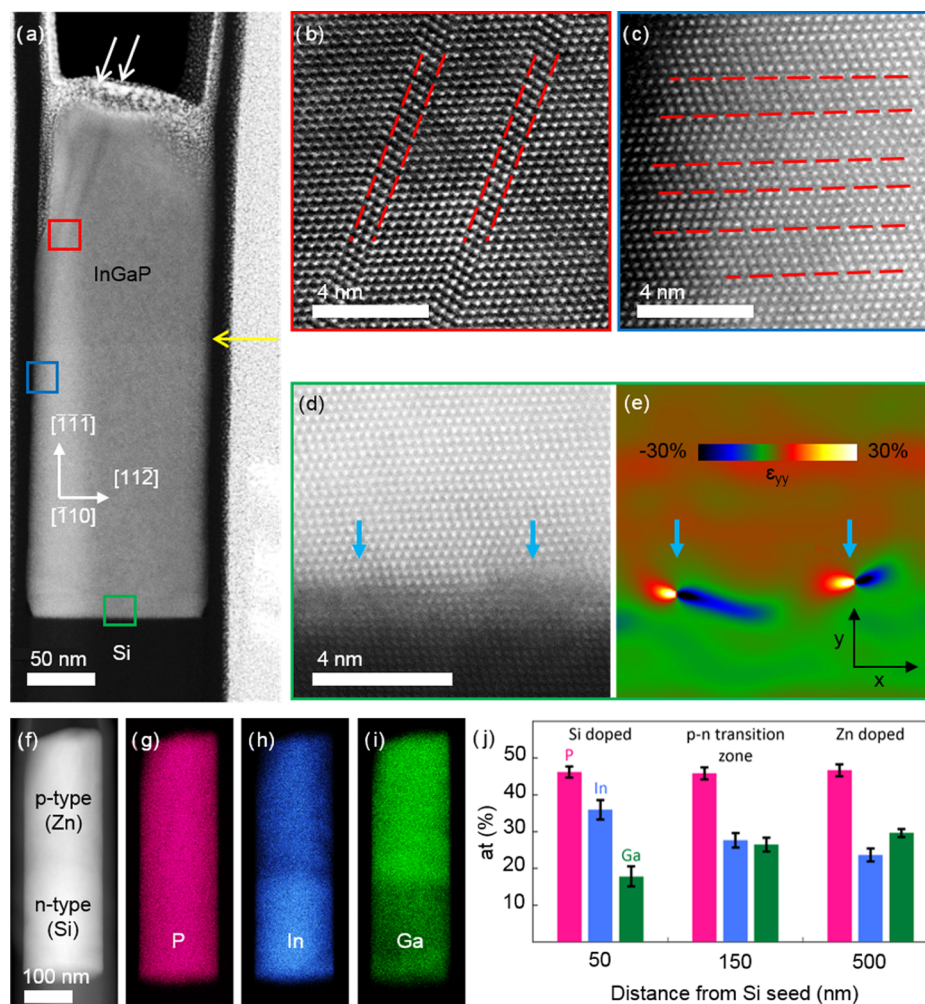 (a)
InGaP
[1̄1̄1̄]
[112̄]
[1̄10]
Si
50 nm
(b)
4 nm
(c)
4 nm
(d)
4 nm
(e)
-30%
30%
εyy
y
x
(f)
p-type
(Zn)
n-type
(Si)
100 nm
(g)
P
(h)
In
(i)
Ga
(j)
Si doped
p-n transition
zone
Zn doped
P
In
Ga
at (%)
50
40
30
20
10
50
150
500
Distance from Si seed (nm)